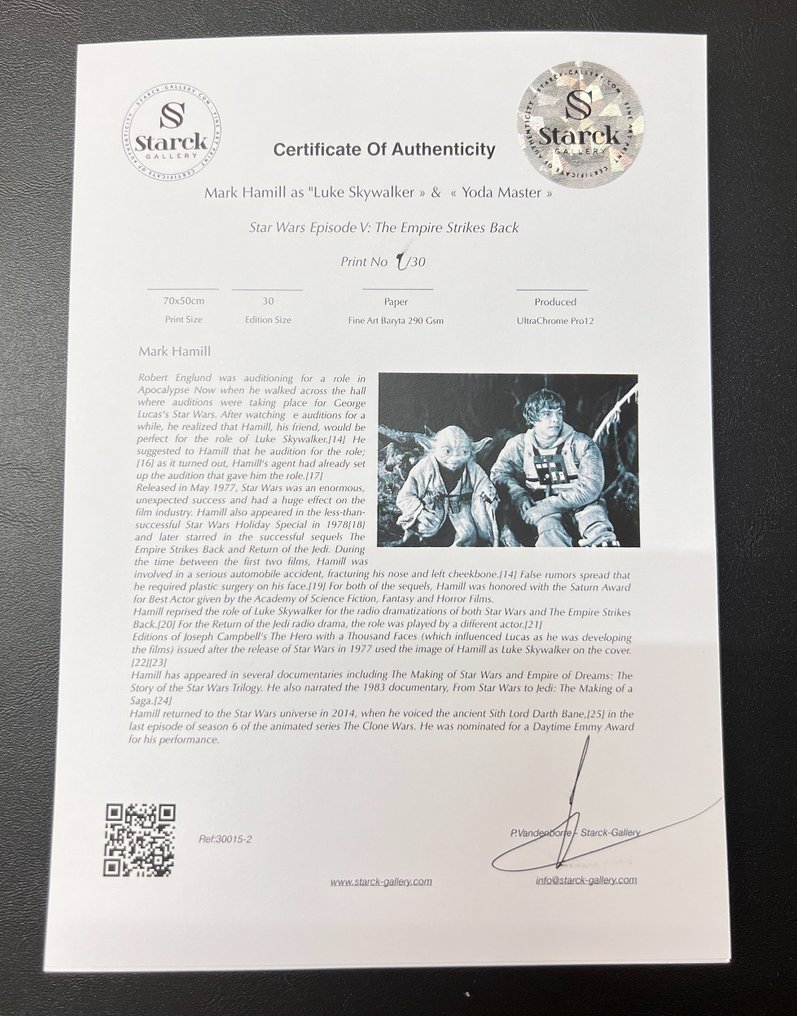 STARCK-GALLERY.COM
S
Starck
GALLERY
CERTIFICATE OF AUTHENTICITY
S
Starck
GALLERY
CERTIFICATE OF AUTHENTICITY
Certificate Of Authenticity
Mark Hamill as "Luke Skywalker » & « Yoda Master »
Star Wars Episode V: The Empire Strikes Back
Print No /30
70x50cm 30 Paper Produced
Print Size Edition Size Fine Art Baryta 290 Gsm UltraChrome Pro12
Mark Hamill
Robert Englund was auditioning for a role in
Apocalypse Now when he walked across the hall
where auditions were taking place for George
Lucas's Star Wars. After watching e auditions for a
while, he realized that Hamill, his friend, would be
perfect for the role of Luke Skywalker.[14] He
suggested to Hamill that he audition for the role;
[16] as it turned out, Hamill's agent had already set
up the audition that gave him the role.[17]
Released in May 1977, Star Wars was an enormous,
unexpected success and had a huge effect on the
film industry. Hamill also appeared in the less-than-
successful Star Wars Holiday Special in 1978[18]
and later starred in the successful sequels The
Empire Strikes Back and Return of the Jedi. During
the time between the first two films, Hamill was
involved in a serious automobile accident, fracturing his nose and left cheekbone.[14] False rumors spread that
he required plastic surgery on his face.[19] For both of the sequels, Hamill was honored with the Saturn Award
for Best Actor given by the Academy of Science Fiction, Fantasy and Horror Films.
Hamill reprised the role of Luke Skywalker for the radio dramatizations of both Star Wars and The Empire Strikes
Back.[20] For the Return of the Jedi radio drama, the role was played by a different actor.[21]
Editions of Joseph Campbell's The Hero with a Thousand Faces (which influenced Lucas as he was developing
the films) issued after the release of Star Wars in 1977 used the image of Hamill as Luke Skywalker on the cover.
[22][23]
Hamill has appeared in several documentaries including The Making of Star Wars and Empire of Dreams: The
Story of the Star Wars Trilogy. He also narrated the 1983 documentary, From Star Wars to Jedi: The Making of a
Saga.[24]
Hamill returned to the Star Wars universe in 2014, when he voiced the ancient Sith Lord Darth Bane,[25] in the
last episode of season 6 of the animated series The Clone Wars. He was nominated for a Daytime Emmy Award
for his performance.
Ref:30015-2
P.Vandenborre - Starck-Gallery
www.starck-gallery.com
info@starck-gallery.com